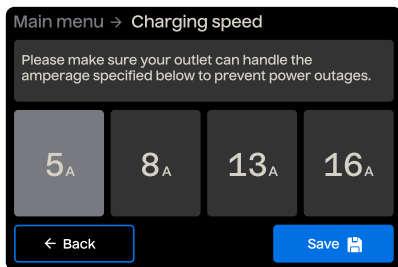 Main menu → Charging speed
Please make sure your outlet can handle the
amperage specified below to prevent power outages.
5A 8A 13A 16A
← Back Save